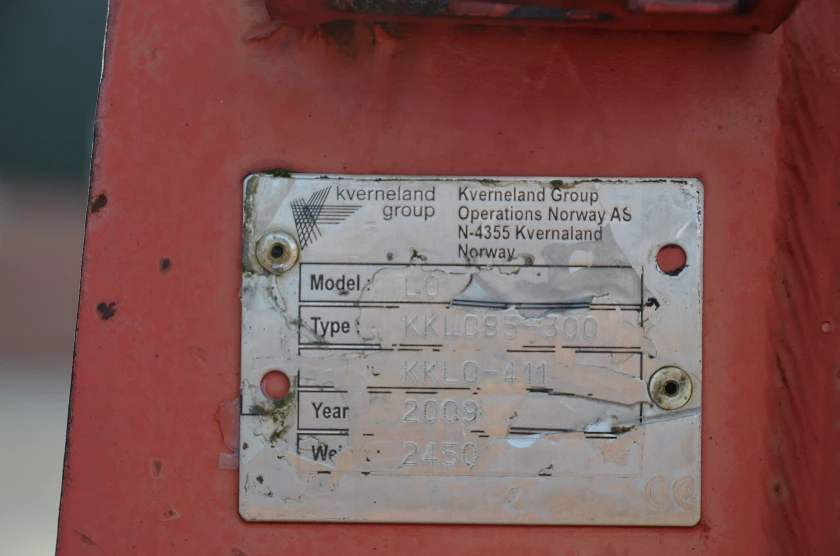 kverneland
group
Kverneland Group
Operations Norway AS
N-4355 Kvernaland
Norway
Model: LO
Type KKLO85-300
KKLO-411
Year 2009
2450
CE